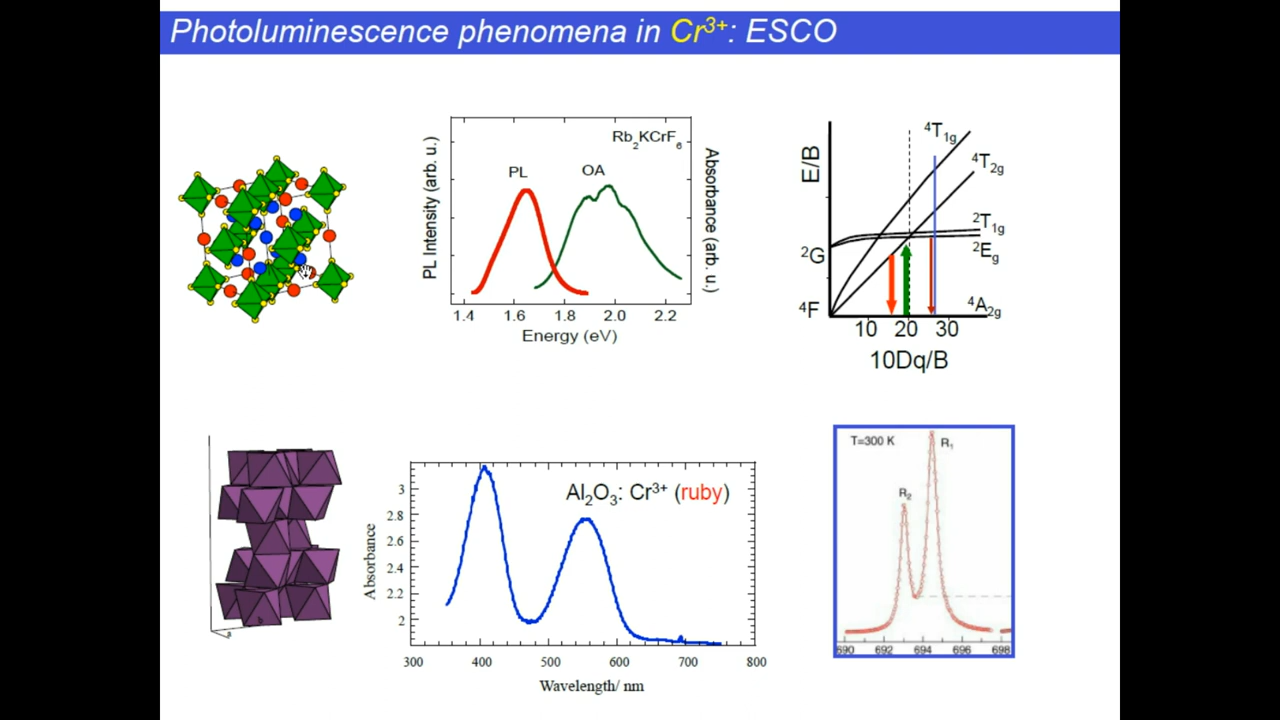 Photoluminescence phenomena in Cr³⁺: ESCO
Rb₂KCrF₆
PL
OA
PL Intensity (arb. u.)
Absorbance (arb. u.)
1.4 1.6 1.8 2.0 2.2
Energy (eV)
E/B
⁴T₁g
⁴T₂g
²T₁g
²G
²Eg
⁴F
⁴A₂g
10 20 30
10Dq/B
Al₂O₃: Cr³⁺ (ruby)
Absorbance
3
2.8
2.6
2.4
2.2
2
300 400 500 600 700 800
Wavelength/ nm
T=300 K
R₁
R₂
690 692 694 696 698